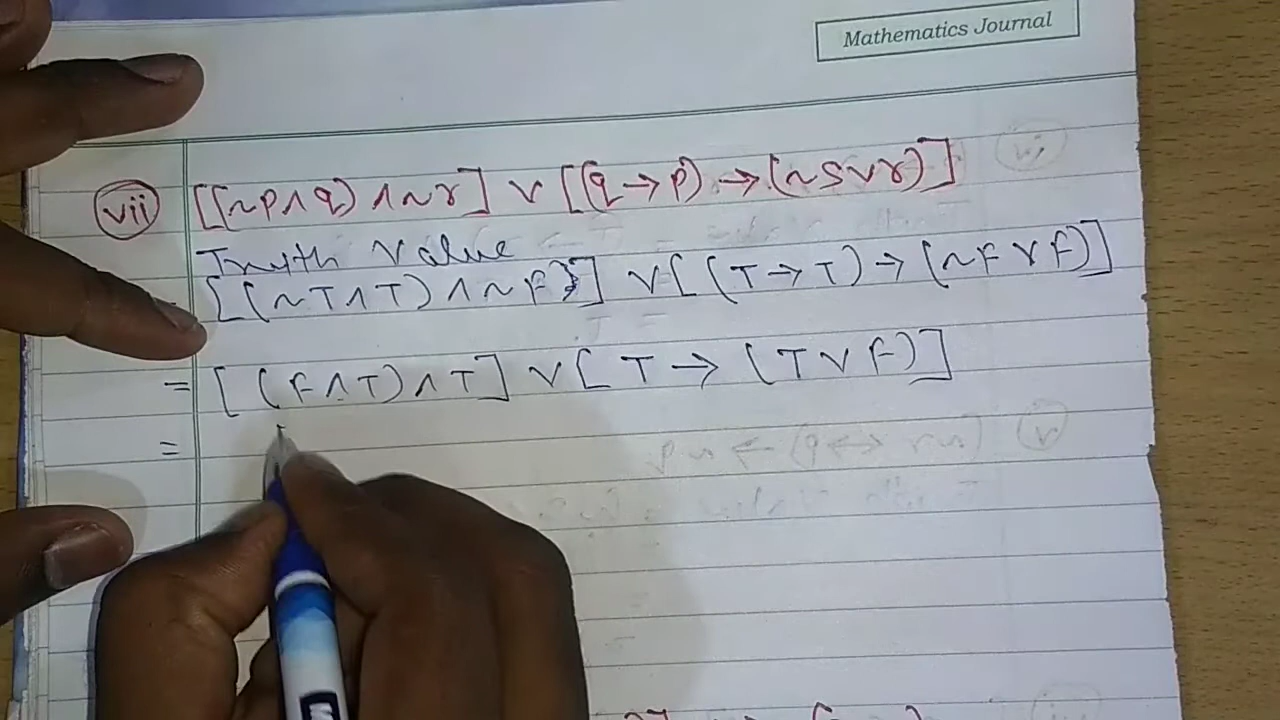 Mathematics Journal
(vii) [(~p∧q) ∧ ~r] ∨ [(q → p) → (~s∨r)]
Truth Value
= [(~T∧T) ∧ ~F}] ∨ [(T → T) → (~F ∨ F)]
= [(F∧T) ∧ T] ∨ [T → (T ∨ F)]
=